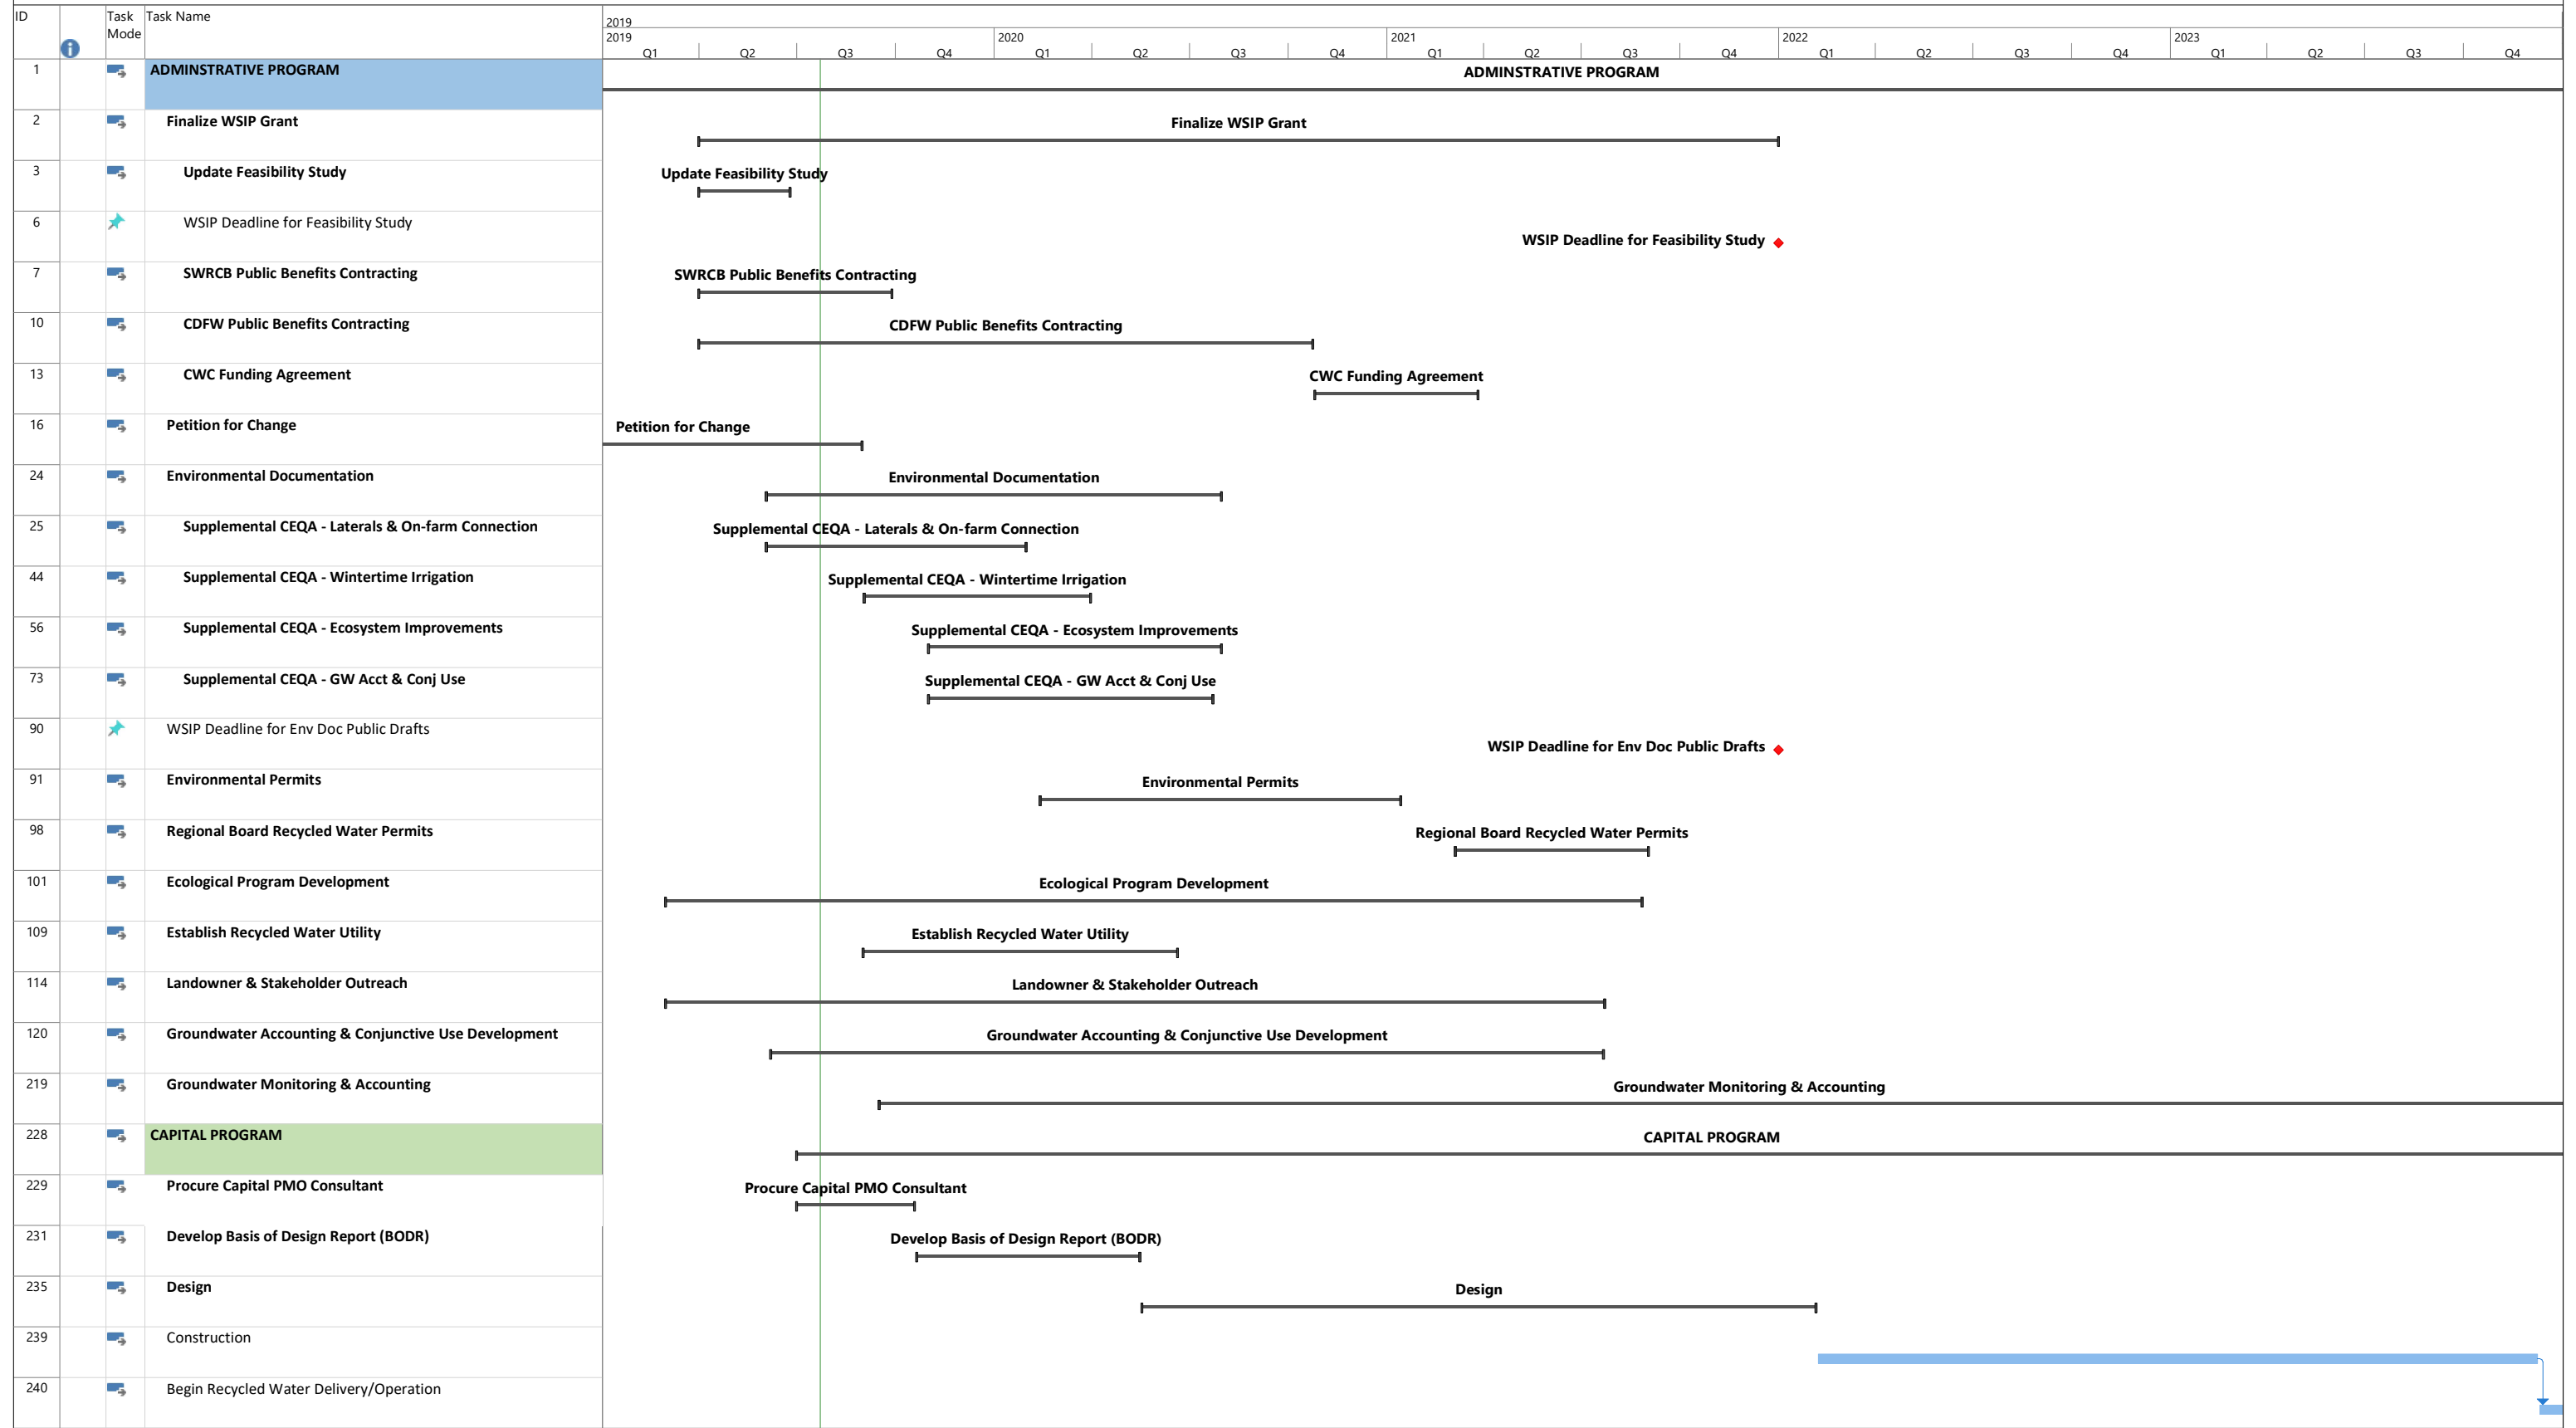 ID Task Mode Task Name
2019
2019 2020 2021 2022 2023
Q1 Q2 Q3 Q4 Q1 Q2 Q3 Q4 Q1 Q2 Q3 Q4 Q1 Q2 Q3 Q4 Q1 Q2 Q3 Q4
1 ADMINSTRATIVE PROGRAM ADMINSTRATIVE PROGRAM
2 Finalize WSIP Grant Finalize WSIP Grant
3 Update Feasibility Study Update Feasibility Study
6 WSIP Deadline for Feasibility Study WSIP Deadline for Feasibility Study
7 SWRCB Public Benefits Contracting SWRCB Public Benefits Contracting
10 CDFW Public Benefits Contracting CDFW Public Benefits Contracting
13 CWC Funding Agreement CWC Funding Agreement
16 Petition for Change Petition for Change
24 Environmental Documentation Environmental Documentation
25 Supplemental CEQA - Laterals & On-farm Connection Supplemental CEQA - Laterals & On-farm Connection
44 Supplemental CEQA - Wintertime Irrigation Supplemental CEQA - Wintertime Irrigation
56 Supplemental CEQA - Ecosystem Improvements Supplemental CEQA - Ecosystem Improvements
73 Supplemental CEQA - GW Acct & Conj Use Supplemental CEQA - GW Acct & Conj Use
90 WSIP Deadline for Env Doc Public Drafts WSIP Deadline for Env Doc Public Drafts
91 Environmental Permits Environmental Permits
98 Regional Board Recycled Water Permits Regional Board Recycled Water Permits
101 Ecological Program Development Ecological Program Development
109 Establish Recycled Water Utility Establish Recycled Water Utility
114 Landowner & Stakeholder Outreach Landowner & Stakeholder Outreach
120 Groundwater Accounting & Conjunctive Use Development Groundwater Accounting & Conjunctive Use Development
219 Groundwater Monitoring & Accounting Groundwater Monitoring & Accounting
228 CAPITAL PROGRAM CAPITAL PROGRAM
229 Procure Capital PMO Consultant Procure Capital PMO Consultant
231 Develop Basis of Design Report (BODR) Develop Basis of Design Report (BODR)
235 Design Design
239 Construction
240 Begin Recycled Water Delivery/Operation